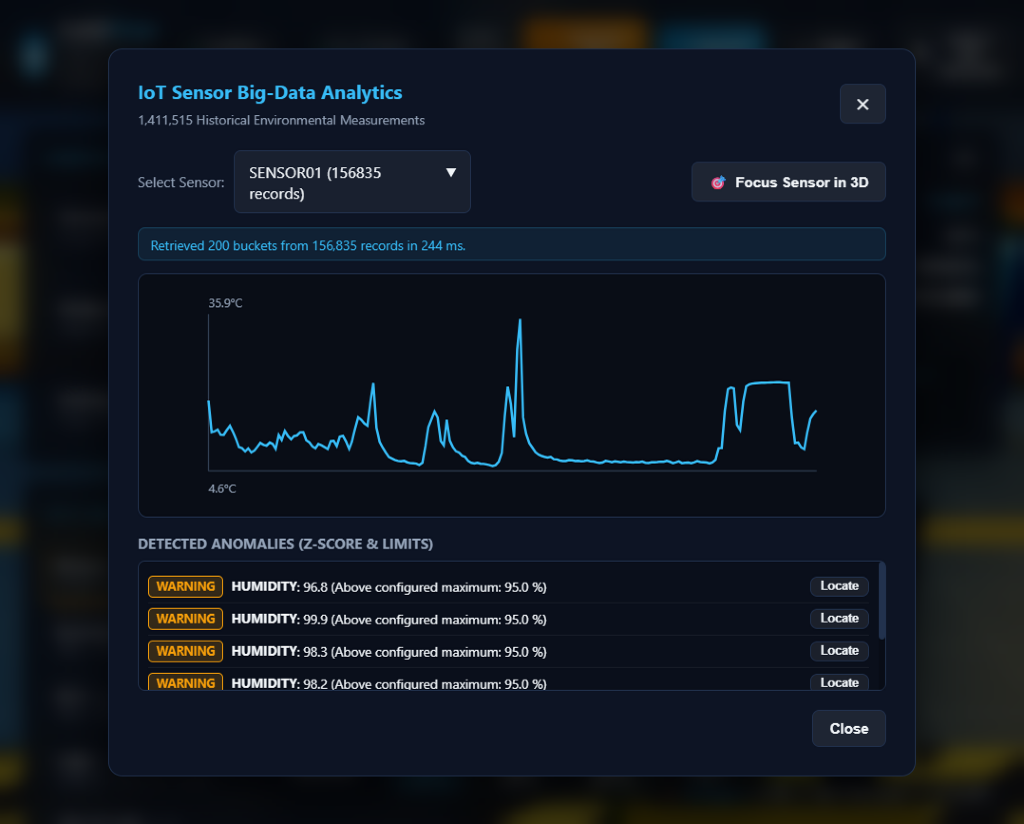 IoT Sensor Big-Data Analytics
1,411,515 Historical Environmental Measurements
Select Sensor:
SENSOR01 (156835
records)
Focus Sensor in 3D
Retrieved 200 buckets from 156,835 records in 244 ms.
35.9°C
4.6°C
DETECTED ANOMALIES (Z-SCORE & LIMITS)
WARNING HUMIDITY: 96.8 (Above configured maximum: 95.0 %) Locate
WARNING HUMIDITY: 99.9 (Above configured maximum: 95.0 %) Locate
WARNING HUMIDITY: 98.3 (Above configured maximum: 95.0 %) Locate
WARNING HUMIDITY: 98.2 (Above configured maximum: 95.0 %) Locate
Close